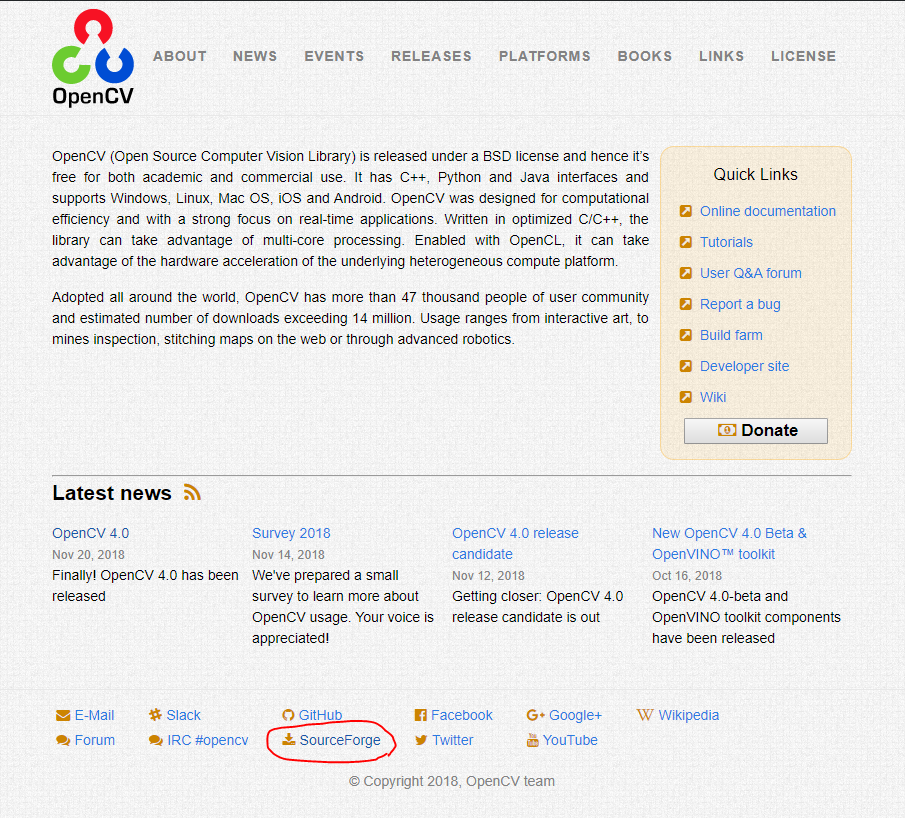 OpenCV
ABOUT NEWS EVENTS RELEASES PLATFORMS BOOKS LINKS LICENSE
OpenCV (Open Source Computer Vision Library) is released under a BSD license and hence it’s
free for both academic and commercial use. It has C++, Python and Java interfaces and
supports Windows, Linux, Mac OS, iOS and Android. OpenCV was designed for computational
efficiency and with a strong focus on real-time applications. Written in optimized C/C++, the
library can take advantage of multi-core processing. Enabled with OpenCL, it can take
advantage of the hardware acceleration of the underlying heterogeneous compute platform.
Adopted all around the world, OpenCV has more than 47 thousand people of user community
and estimated number of downloads exceeding 14 million. Usage ranges from interactive art, to
mines inspection, stitching maps on the web or through advanced robotics.
Quick Links
Online documentation
Tutorials
User Q&A forum
Report a bug
Build farm
Developer site
Wiki
Donate
Latest news
OpenCV 4.0
Nov 20, 2018
Finally! OpenCV 4.0 has been
released
Survey 2018
Nov 14, 2018
We've prepared a small
survey to learn more about
OpenCV usage. Your voice is
appreciated!
OpenCV 4.0 release
candidate
Nov 12, 2018
Getting closer: OpenCV 4.0
release candidate is out
New OpenCV 4.0 Beta &
OpenVINO™ toolkit
Oct 16, 2018
OpenCV 4.0-beta and
OpenVINO toolkit components
have been released
E-Mail Slack GitHub Facebook Google+ Wikipedia
Forum IRC #opencv SourceForge Twitter YouTube
© Copyright 2018, OpenCV team